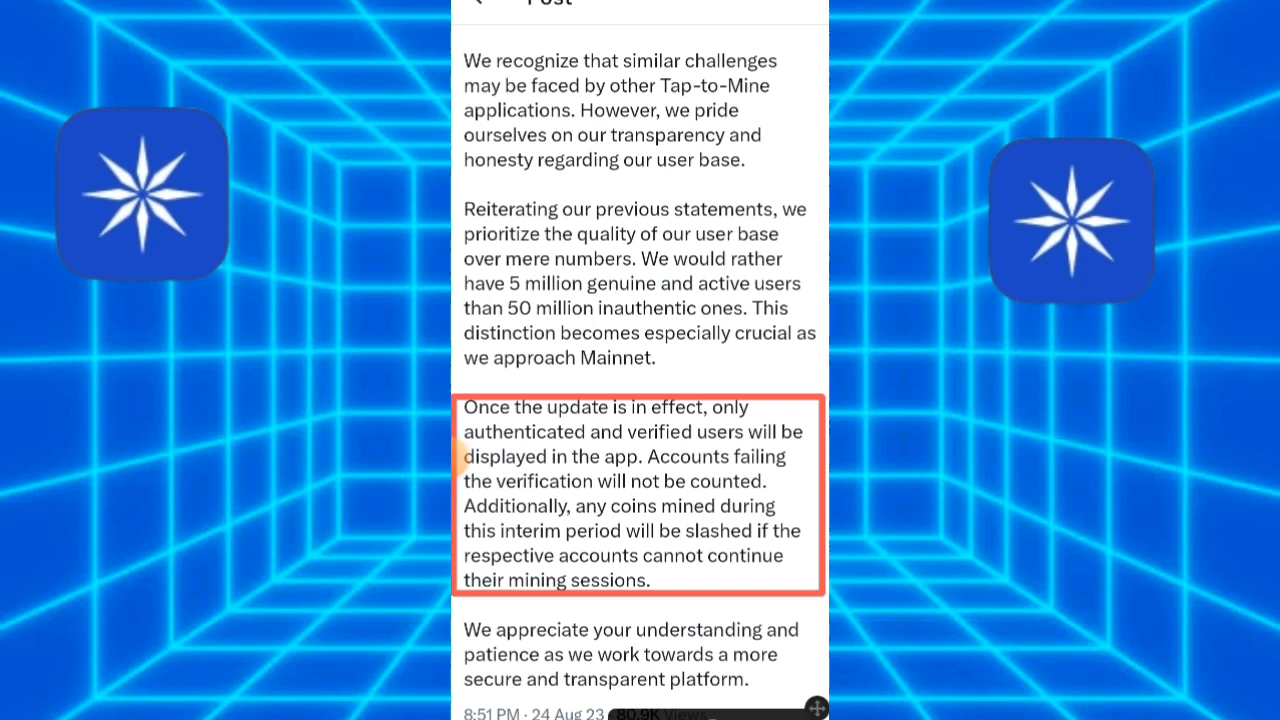 Post
We recognize that similar challenges
may be faced by other Tap-to-Mine
applications. However, we pride
ourselves on our transparency and
honesty regarding our user base.
Reiterating our previous statements, we
prioritize the quality of our user base
over mere numbers. We would rather
have 5 million genuine and active users
than 50 million inauthentic ones. This
distinction becomes especially crucial as
we approach Mainnet.
Once the update is in effect, only
authenticated and verified users will be
displayed in the app. Accounts failing
the verification will not be counted.
Additionally, any coins mined during
this interim period will be slashed if the
respective accounts cannot continue
their mining sessions.
We appreciate your understanding and
patience as we work towards a more
secure and transparent platform.
8:51 PM · 24 Aug 23 · 80.9K Views